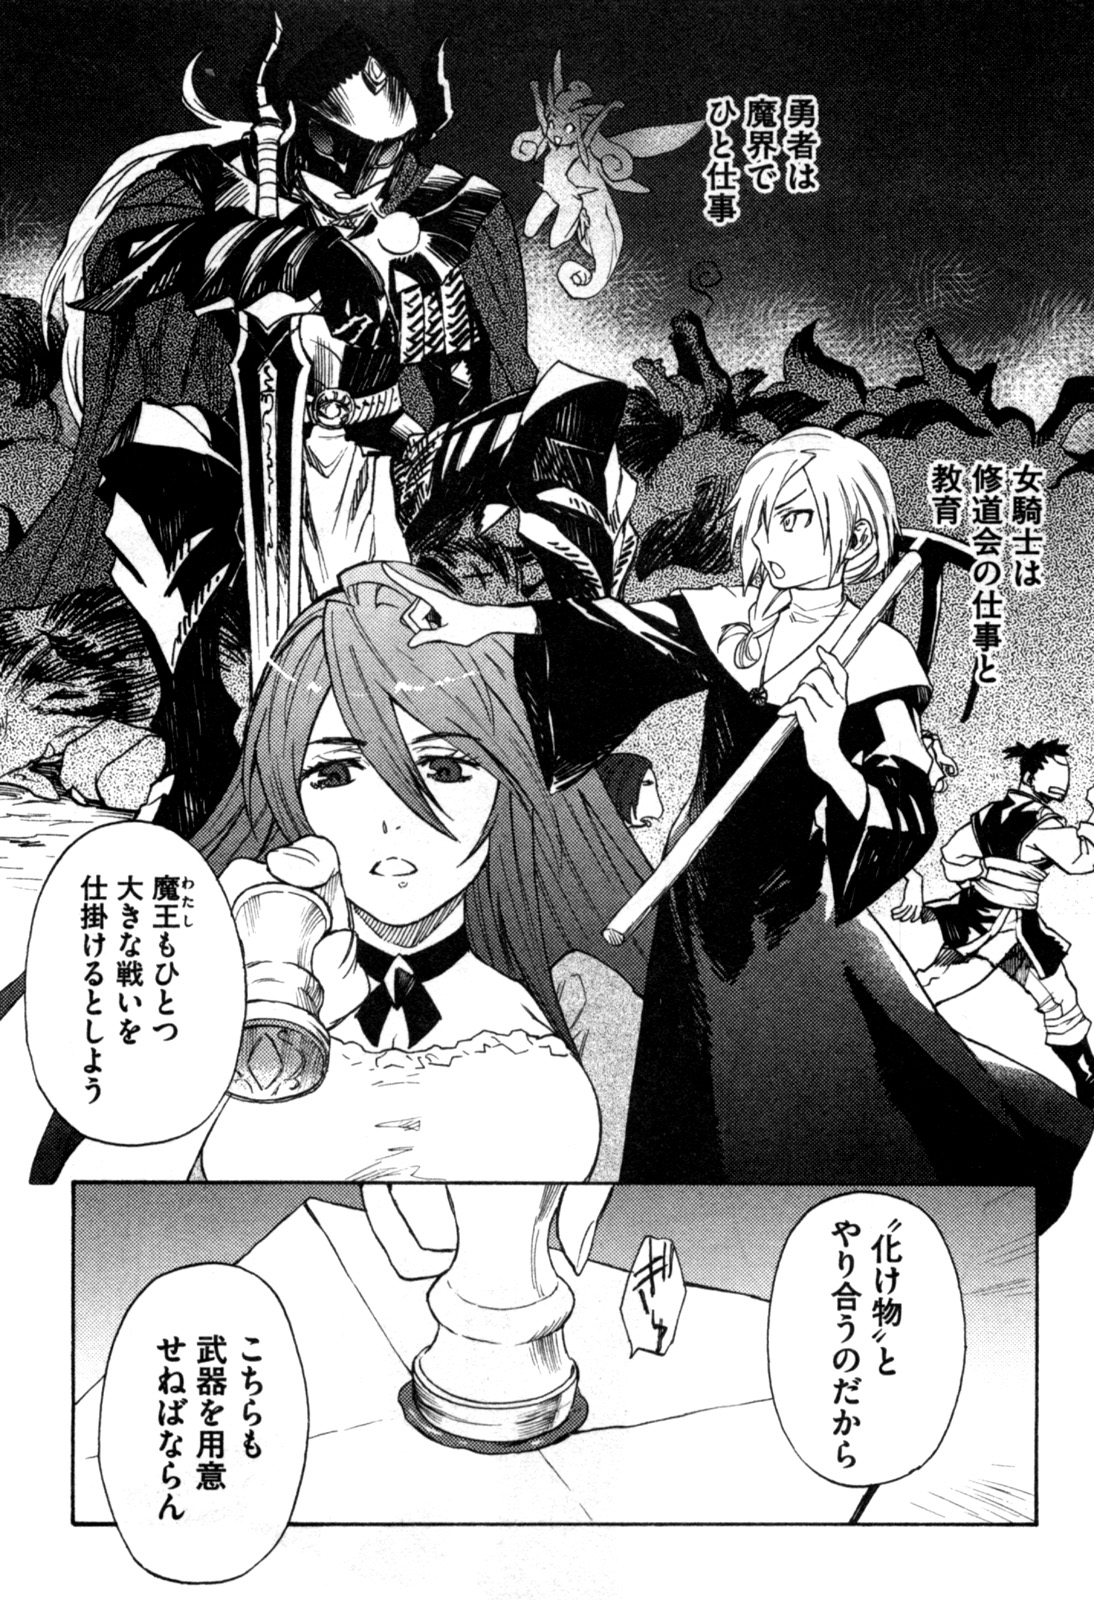 勇者は
魔界で
ひと仕事
女騎士は
修道会の仕事と
教育
魔王もひとつ
わたし
大きな戦いを
仕掛けるとしよう
〝化け物〟と
やり合うのだから
ギュ
こちらも
武器を用意
せねばならん